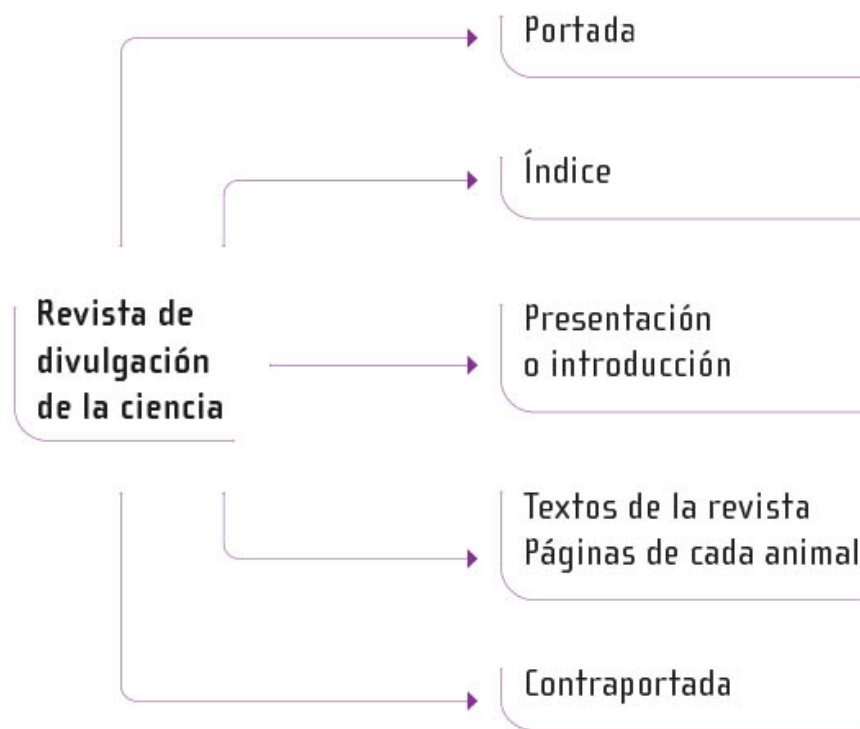 Portada
Índice
Revista de
divulgación
de la ciencia
Presentación
o introducción
Textos de la revista
Páginas de cada animal
Contraportada